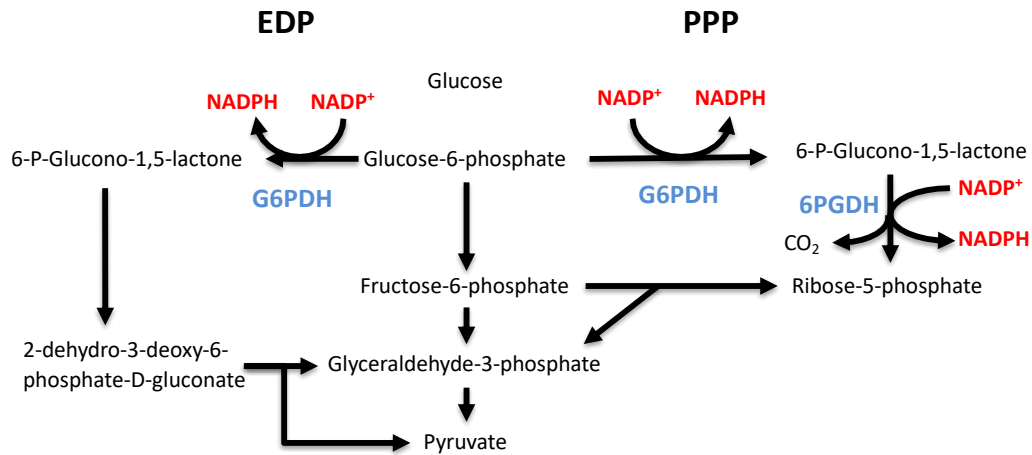 EDP
PPP
Glucose
NADPH
NADP⁺
NADP⁺
NADPH
6-P-Glucono-1,5-lactone
Glucose-6-phosphate
6-P-Glucono-1,5-lactone
G6PDH
G6PDH
6PGDH
NADP⁺
CO₂
NADPH
Fructose-6-phosphate
Ribose-5-phosphate
2-dehydro-3-deoxy-6-
phosphate-D-gluconate
Glyceraldehyde-3-phosphate
Pyruvate